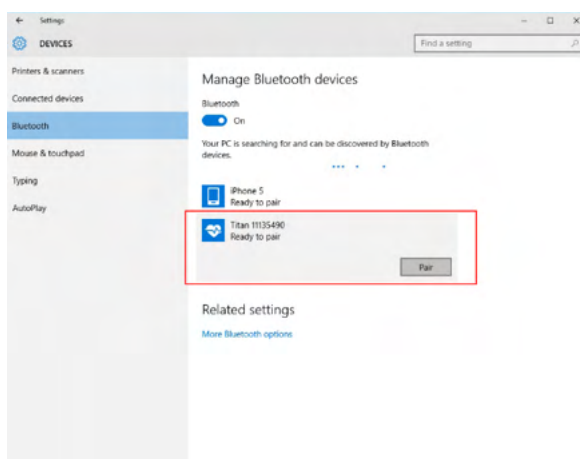 Settings
DEVICES
Find a setting
Printers & scanners
Connected devices
Bluetooth
Mouse & touchpad
Typing
AutoPlay
Manage Bluetooth devices
Bluetooth
On
Your PC is searching for and can be discovered by Bluetooth
devices.
iPhone 5
Ready to pair
Titan 11135490
Ready to pair
Pair
Related settings
More Bluetooth options